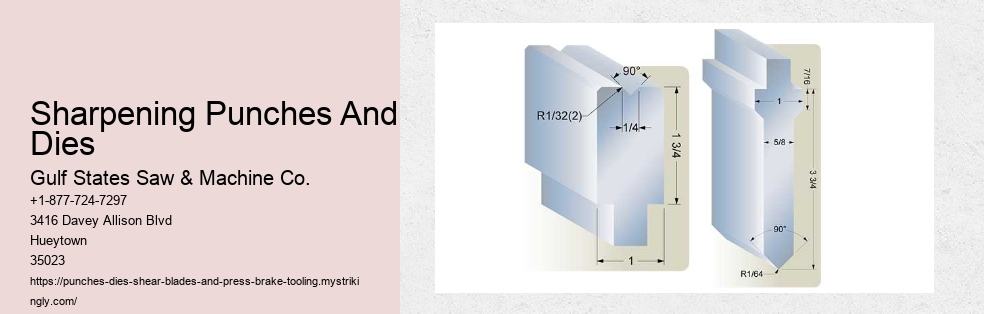 Sharpening Punches And
Dies
Gulf States Saw & Machine Co.
+1-877-724-7297
3416 Davey Allison Blvd
Hueytown
35023
https://punches-dies-shear-blades-and-press-brake-tooling.mystriki
ngly.com/
90°
R1/32(2)
1/4
1 3/4
1
7/16
1
5/8
3 3/4
90°
R1/64